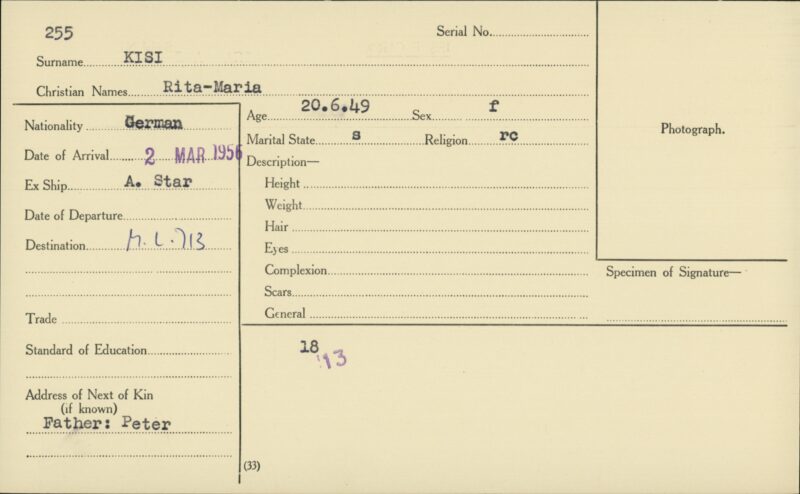 255
Serial No.
Surname KISI
Christian Names Rita-Maria
Nationality German
Date of Arrival 2 MAR 1956
Ex Ship A. Star
Date of Departure
Destination M. L. 713
Trade
Standard of Education
Address of Next of Kin
(if known)
Father: Peter
Age 20.6.49 Sex f
Marital State s Religion rc
Description—
Height
Weight
Hair
Eyes
Complexion
Scars
General
18
13
(33)
Photograph.
Specimen of Signature—